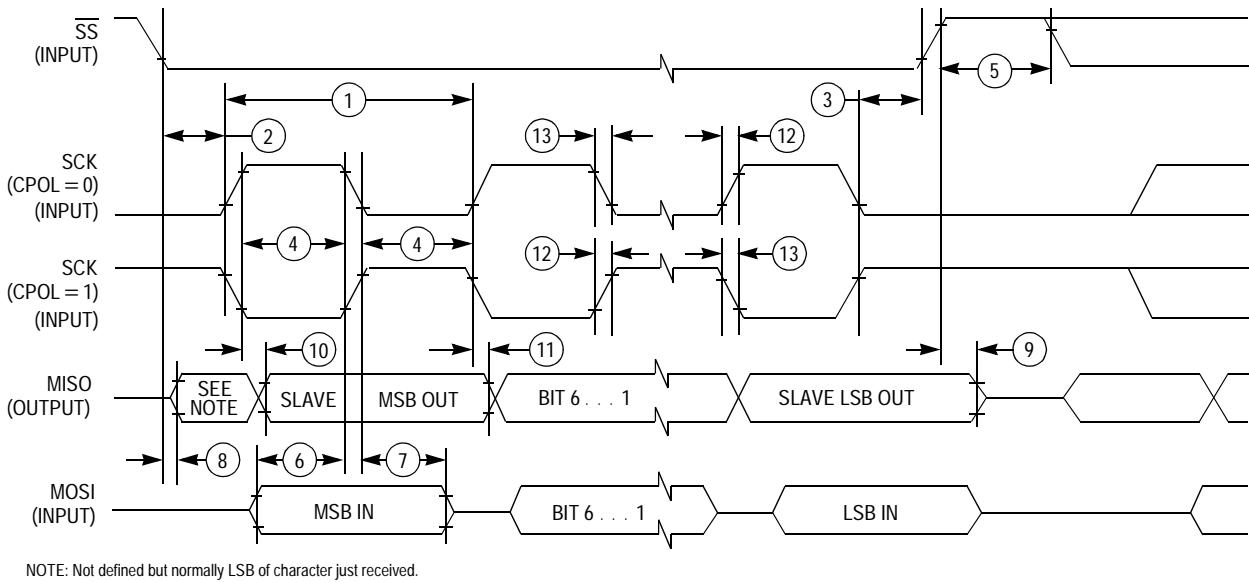 SS
(INPUT)
5
1
3
2
13
12
SCK
(CPOL = 0)
(INPUT)
4
4
SCK
(CPOL = 1)
(INPUT)
12
13
10
11
9
MISO
(OUTPUT)
SEE
NOTE
SLAVE
MSB OUT
BIT 6 . . . 1
SLAVE LSB OUT
8
6
7
MOSI
(INPUT)
MSB IN
BIT 6 . . . 1
LSB IN
NOTE: Not defined but normally LSB of character just received.